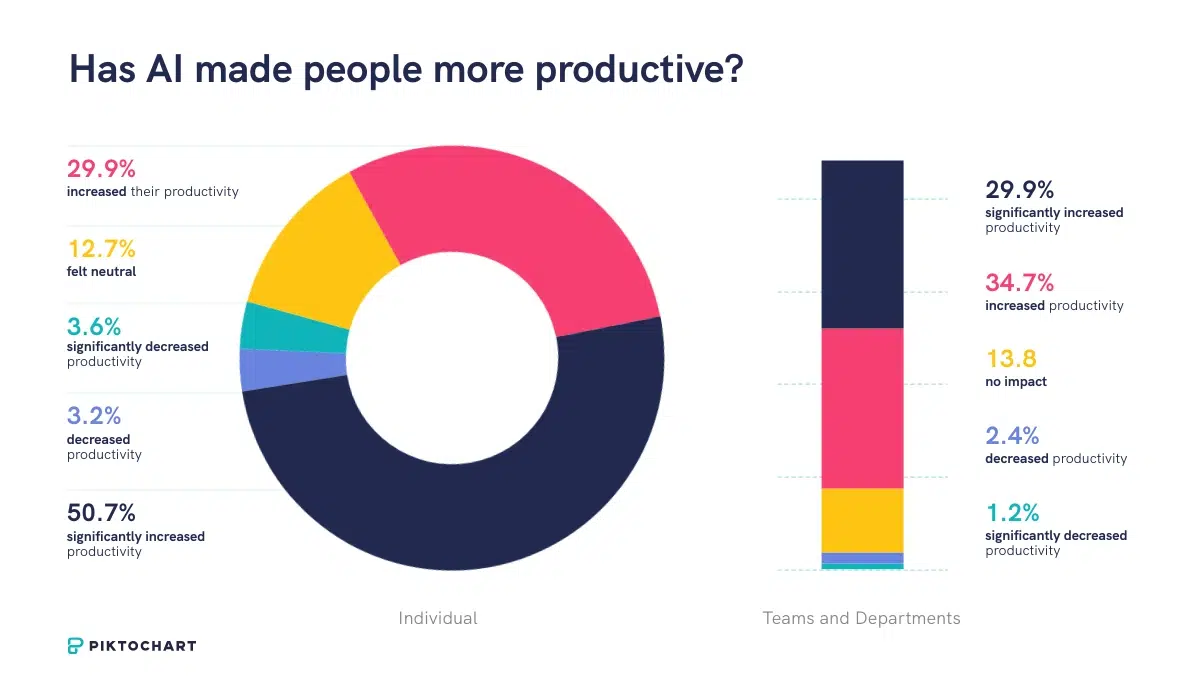 Has AI made people more productive?
29.9%
increased their productivity
12.7%
felt neutral
3.6%
significantly decreased
productivity
3.2%
decreased
productivity
50.7%
significantly increased
productivity
Individual
29.9%
significantly increased
productivity
34.7%
increased productivity
13.8
no impact
2.4%
decreased productivity
1.2%
significantly decreased
productivity
Teams and Departments
PIKTOCHART